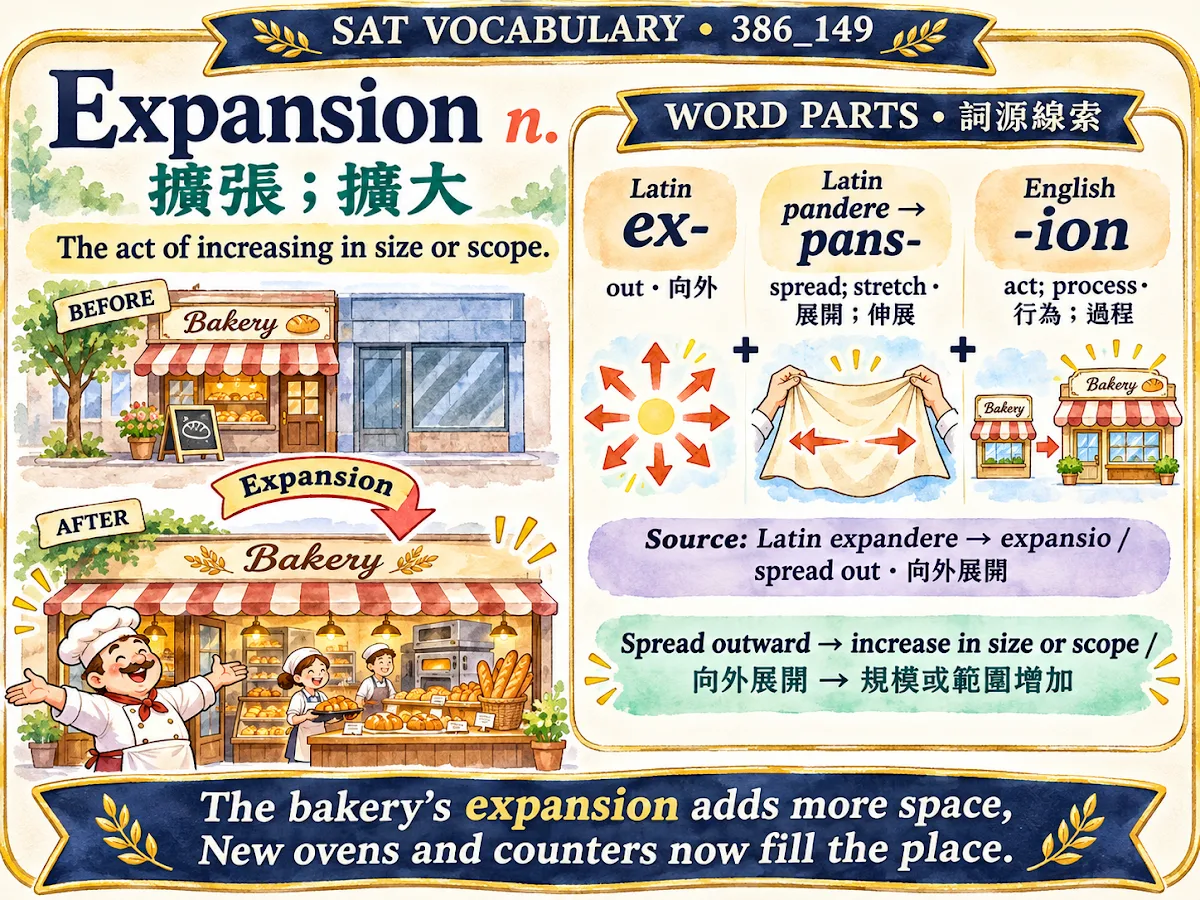 SAT VOCABULARY • 386_149
Expansion n.
擴張；擴大
The act of increasing in size or scope.
BEFORE
Bakery
Expansion
AFTER
Bakery
WORD PARTS • 詞源線索
Latin
ex-
out · 向外
+
Latin
pandere →
pans-
spread; stretch ·
展開；伸展
+
English
-ion
act; process ·
行為；過程
Bakery
Bakery
Source: Latin expandere → expansio /
spread out · 向外展開
Spread outward → increase in size or scope /
向外展開 → 規模或範圍增加
The bakery's expansion adds more space,
New ovens and counters now fill the place.